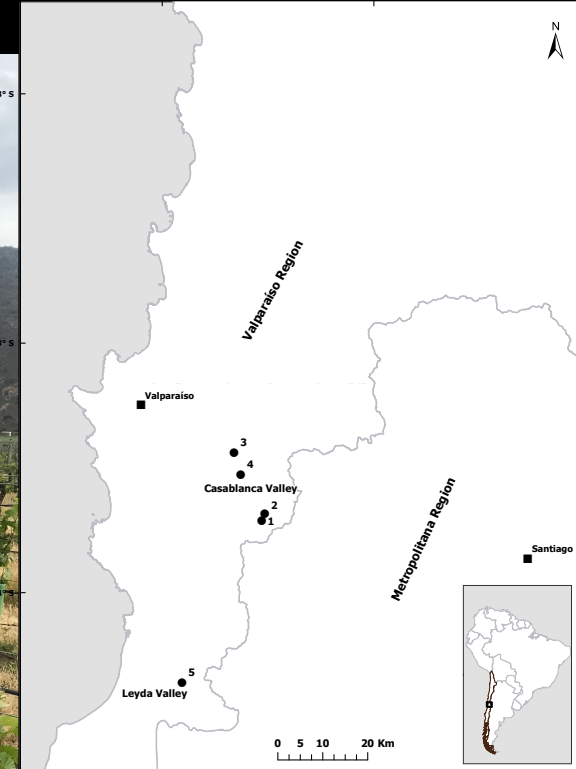 N
° S
Valparaíso Region
° S
Valparaíso
3
4
Casablanca Valley
2
1
Metropolitana Region
Santiago
° S
5
Leyda Valley
0 5 10 20 Km